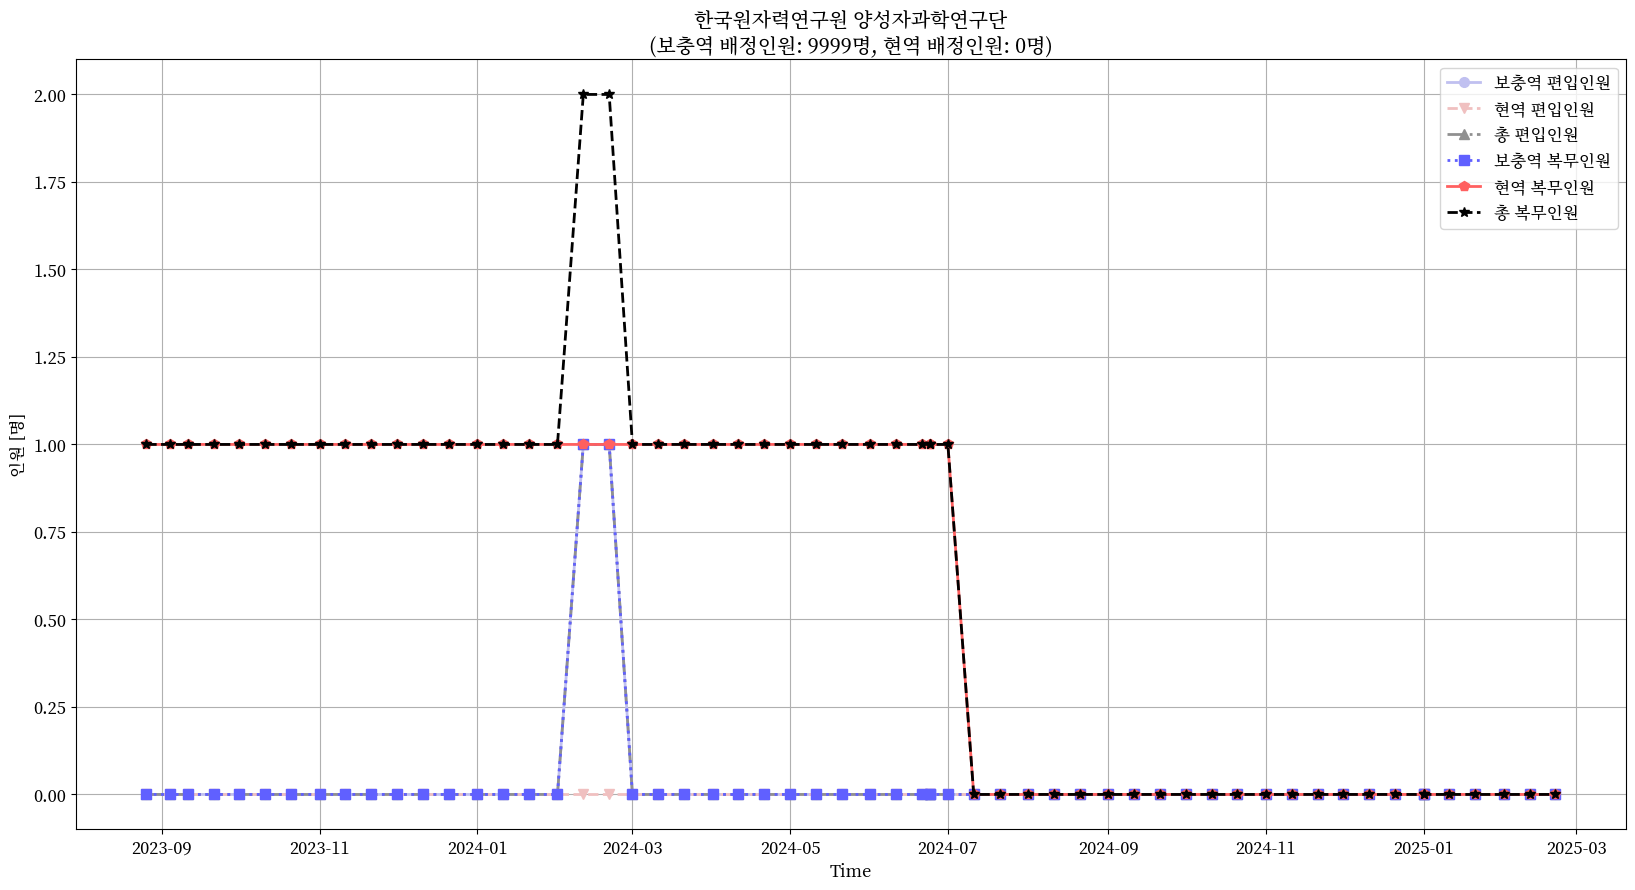 한국원자력연구원 양성자과학연구단
(보충역 배정인원: 9999명, 현역 배정인원: 0명)
보충역 편입인원
현역 편입인원
총 편입인원
보충역 복무인원
현역 복무인원
총 복무인원
인원 [명]
2.00
1.75
1.50
1.25
1.00
0.75
0.50
0.25
0.00
2023-09
2023-11
2024-01
2024-03
2024-05
2024-07
2024-09
2024-11
2025-01
2025-03
Time